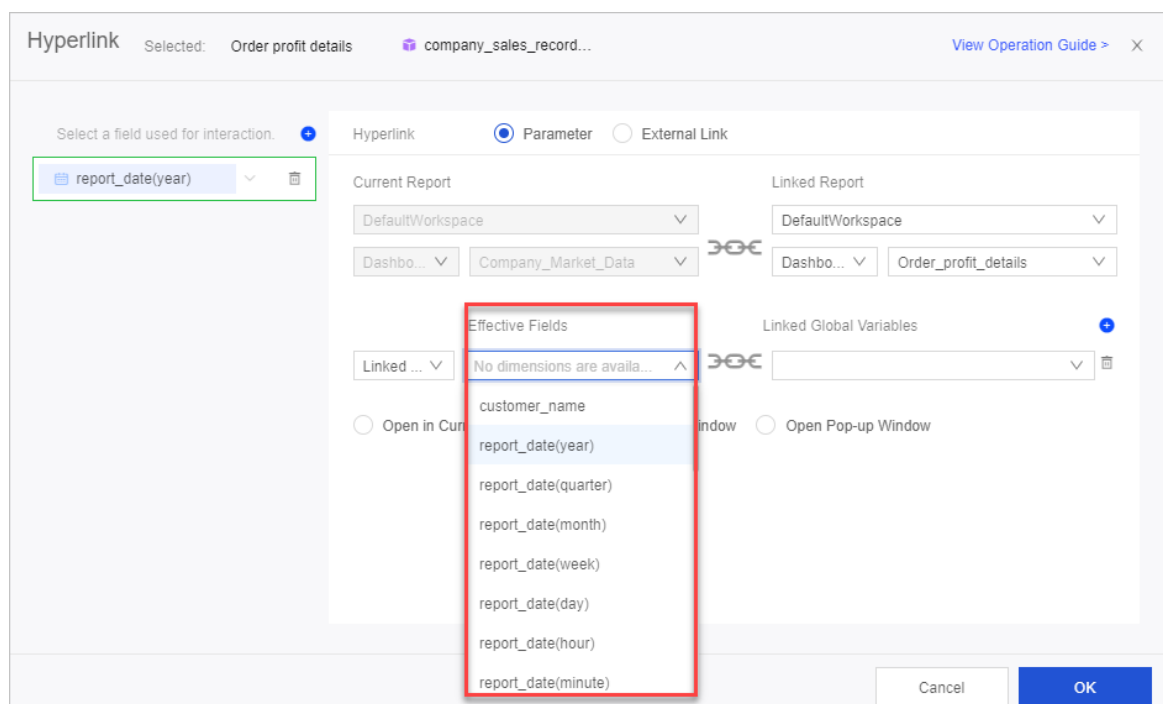 Hyperlink Selected: Order profit details company_sales_record... View Operation Guide >
Select a field used for interaction.
report_date(year)
Hyperlink Parameter External Link
Current Report Linked Report
DefaultWorkspace DefaultWorkspace
Dashbo... Company_Market_Data Dashbo... Order_profit_details
Effective Fields Linked Global Variables
Linked ... No dimensions are availa...
customer_name
Open in Cur indow Open Pop-up Window
report_date(year)
report_date(quarter)
report_date(month)
report_date(week)
report_date(day)
report_date(hour)
report_date(minute)
Cancel OK